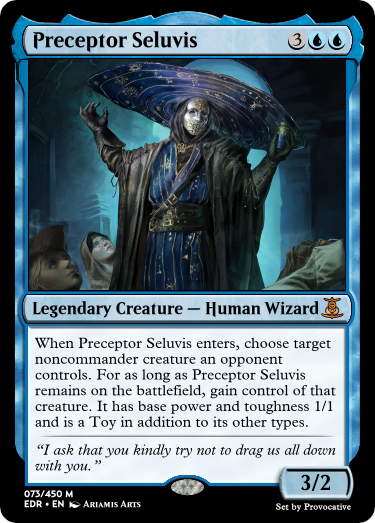 Preceptor Seluvis 3
Legendary Creature — Human Wizard
When Preceptor Seluvis enters, choose target
noncommander creature an opponent
controls. For as long as Preceptor Seluvis
remains on the battlefield, gain control of that
creature. It has base power and toughness 1/1
and is a Toy in addition to its other types.
“I ask that you kindly try not to drag us all down
with you.”
3/2
073/450 M
EDR • EN Ariamis Arts
Set by Provocative